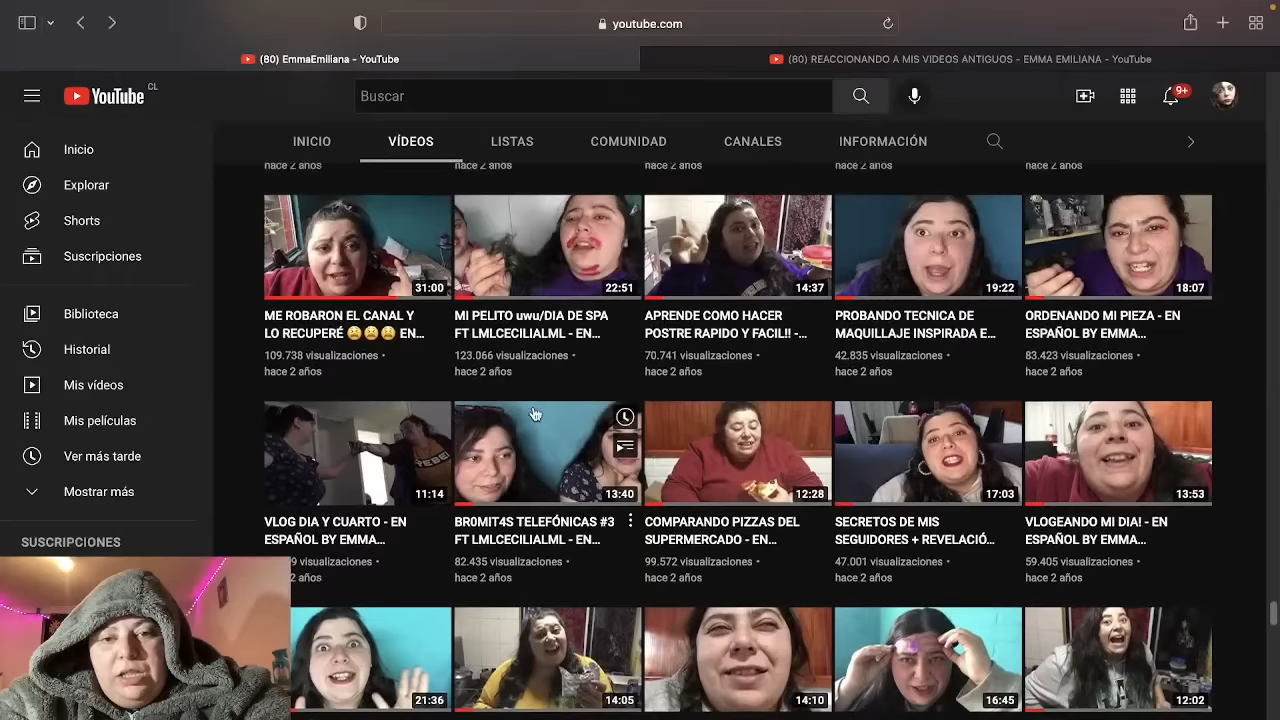 youtube.com
(80) EmmaEmiliana - YouTube
(80) REACCIONANDO A MIS VIDEOS ANTIGUOS - EMMA EMILIANA - YouTube
YouTube CL
Buscar
9+
INICIO
VÍDEOS
LISTAS
COMUNIDAD
CANALES
INFORMACIÓN
Inicio
Explorar
Shorts
Suscripciones
Biblioteca
Historial
Mis vídeos
Mis películas
Ver más tarde
Mostrar más
SUSCRIPCIONES
hace 2 años
hace 2 años
hace 2 años
hace 2 años
hace 2 años
31:00
22:51
14:37
19:22
18:07
ME ROBARON EL CANAL Y
LO RECUPERÉ 😫😫😫 EN...
109.738 visualizaciones •
hace 2 años
MI PELITO uwu/DIA DE SPA
FT LMLCECILIALML - EN...
123.066 visualizaciones •
hace 2 años
APRENDE COMO HACER
POSTRE RAPIDO Y FACIL!! -...
70.741 visualizaciones •
hace 2 años
PROBANDO TECNICA DE
MAQUILLAJE INSPIRADA E...
42.835 visualizaciones •
hace 2 años
ORDENANDO MI PIEZA - EN
ESPAÑOL BY EMMA...
83.423 visualizaciones •
hace 2 años
REBEL
11:14
13:40
12:28
17:03
13:53
VLOG DIA Y CUARTO - EN
ESPAÑOL BY EMMA...
9 visualizaciones •
2 años
BR0MIT4S TELEFÓNICAS #3
FT LMLCECILIALML - EN...
82.435 visualizaciones •
hace 2 años
COMPARANDO PIZZAS DEL
SUPERMERCADO - EN...
99.572 visualizaciones •
hace 2 años
SECRETOS DE MIS
SEGUIDORES + REVELACIÓ...
47.001 visualizaciones •
hace 2 años
VLOGEANDO MI DIA! - EN
ESPAÑOL BY EMMA...
59.405 visualizaciones •
hace 2 años
21:36
14:05
14:10
16:45
12:02